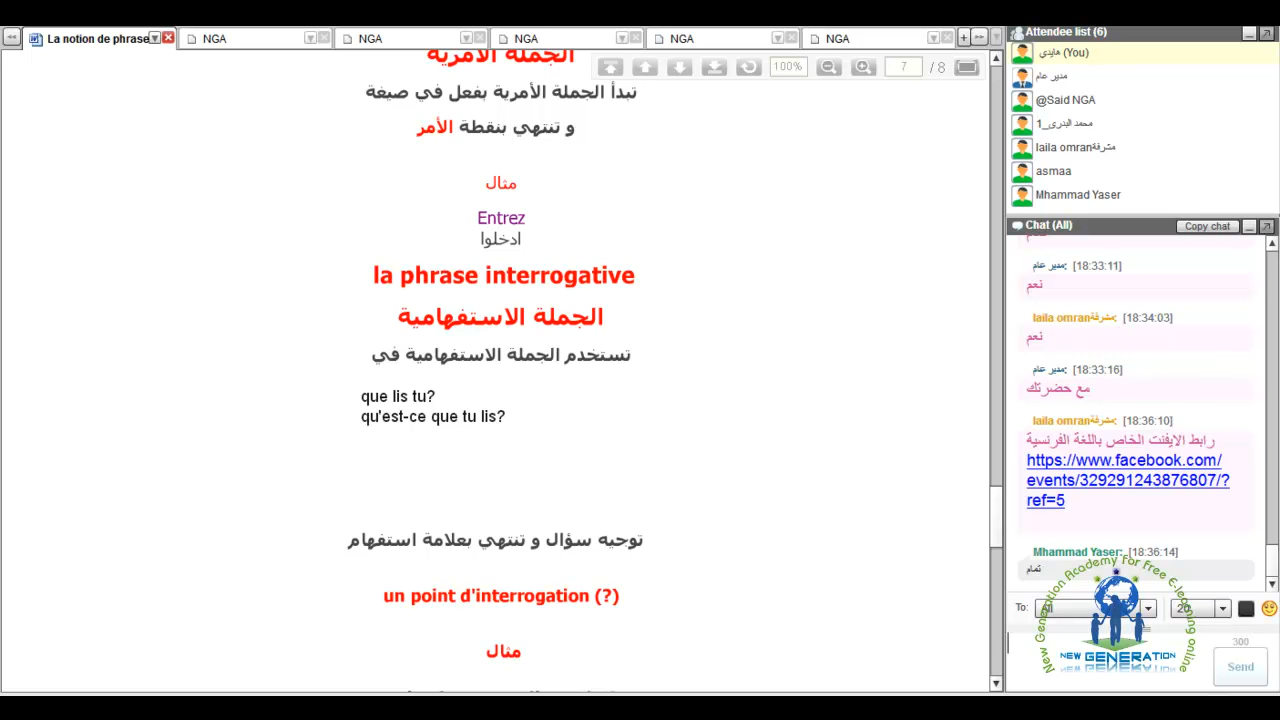 La notion de phrase
NGA
NGA
NGA
NGA
NGA
100%
7
/ 8
الجملة الأمرية
تبدأ الجملة الأمرية بفعل في صيغة
و تنتهي بنقطة الأمر
مثال
Entrez
ادخلوا
la phrase interrogative
الجملة الاستفهامية
تستخدم الجملة الاستفهامية في
que lis tu?
qu'est-ce que tu lis?
توجيه سؤال و تنتهي بعلامة استفهام
un point d'interrogation (?)
مثال
Attendee list (6)
هايدي (You)
مدير عام
@Said NGA
محمد البدرى_1
laila omranمشرفة
asmaa
Mhammad Yaser
Chat (All)
Copy chat
مدير عام: [18:33:11]
نعم
laila omranمشرفة: [18:34:03]
نعم
مدير عام: [18:33:16]
مع حضرتك
laila omranمشرفة: [18:36:10]
رابط الايفنت الخاص باللغة الفرنسية
https://www.facebook.com/
events/329291243876807/?
ref=5
Mhammad Yaser: [18:36:14]
تمام
To:
300
Send
New Generation Academy For Free E-learning online
NEW GENERATION